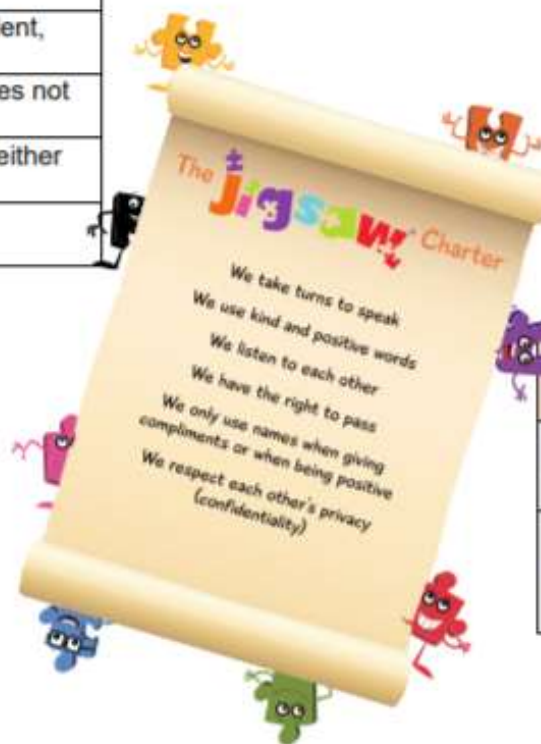 ent,
es not
either
The jigsaw Charter
We take turns to speak
We use kind and positive words
We listen to each other
We have the right to pass
We only use names when giving
compliments or when being positive
We respect each other's privacy
(confidentiality)